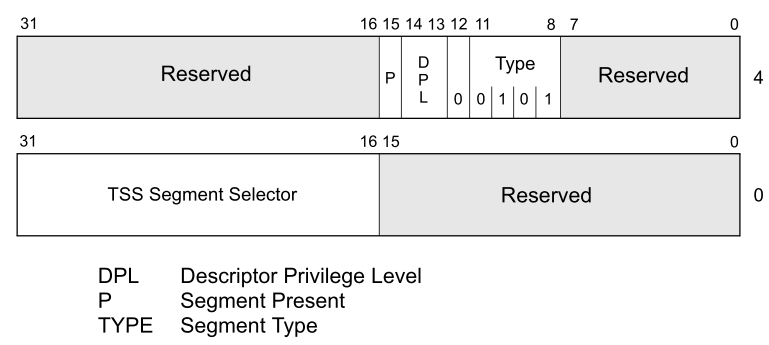 31 16 15 14 13 12 11 8 7 0
Reserved P DPL 0 Type 0 1 0 1 Reserved 4
31 16 15 0
TSS Segment Selector Reserved 0
DPL Descriptor Privilege Level
P Segment Present
TYPE Segment Type